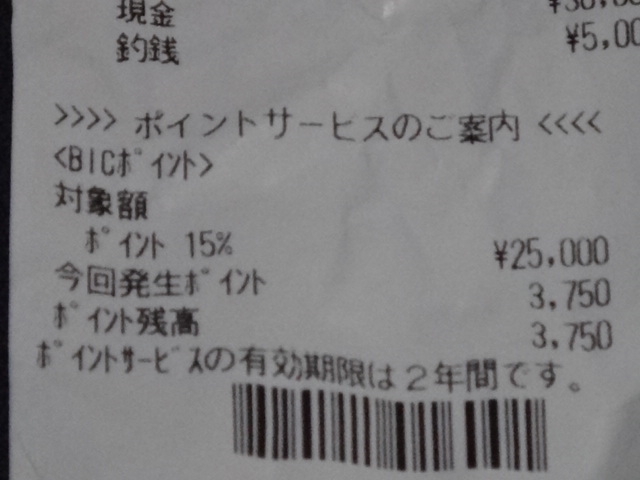 現金
釣銭 ¥5,00
>>>> ポイントサービスのご案内 <<<<
<BICﾎﾟｲﾝﾄ>
対象額
ﾎﾟｲﾝﾄ 15% ¥25,000
今回発生ﾎﾟｲﾝﾄ 3,750
ﾎﾟｲﾝﾄ残高 3,750
ﾎﾟｲﾝﾄｻｰﾋﾞｽの有効期限は２年間です。